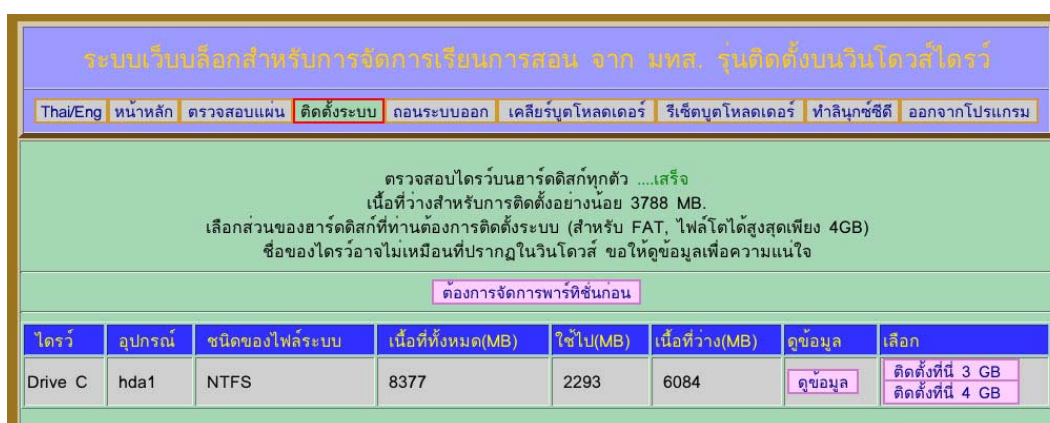 ระบบเว็บบล็อกสำหรับการจัดการเรียนการสอน จาก มทส. รุ่นติดตั้งบนวินโดวส์ไดรว์
Thai/Eng หน้าหลัก ตรวจสอบแผ่น ติดตั้งระบบ ถอนระบบออก เคลียร์บูตโหลดเดอร์ รีเซ็ตบูตโหลดเดอร์ ทำลินุกซ์ซีดี ออกจากโปรแกรม
ตรวจสอบไดรว์บนฮาร์ดดิสก์ทุกตัว ....เสร็จ
เนื้อที่ว่างสำหรับการติดตั้งอย่างน้อย 3788 MB.
เลือกส่วนของฮาร์ดดิสก์ที่ท่านต้องการติดตั้งระบบ (สำหรับ FAT, ไฟล์โตได้สูงสุดเพียง 4GB)
ชื่อของไดรว์อาจไม่เหมือนที่ปรากฏในวินโดวส์ ขอให้ดูข้อมูลเพื่อความแน่ใจ
ต้องการจัดการพาร์ทิชั่นก่อน
ไดรว์ อุปกรณ์ ชนิดของไฟล์ระบบ เนื้อที่ทั้งหมด(MB) ใช้ไป(MB) เนื้อที่ว่าง(MB) ดูข้อมูล เลือก
Drive C hda1 NTFS 8377 2293 6084 ดูข้อมูล ติดตั้งที่นี่ 3 GB
ติดตั้งที่นี่ 4 GB